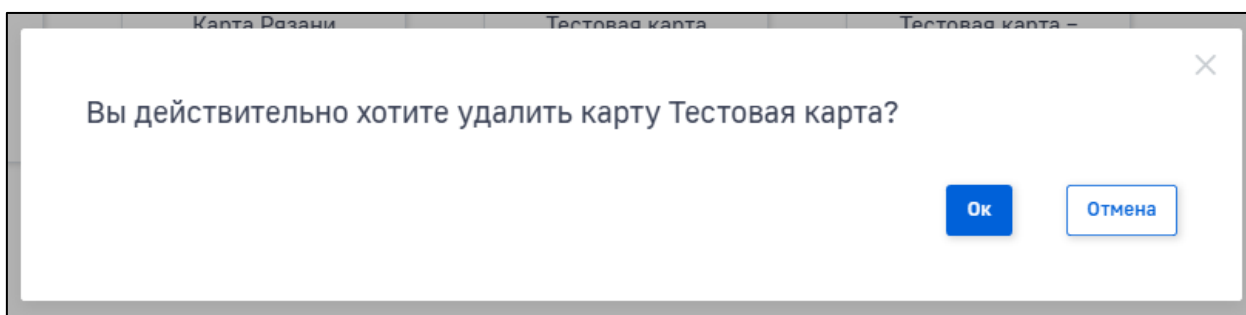 Карта Рязани Тестовая карта Тестовая карта –
Вы действительно хотите удалить карту Тестовая карта?
Ок Отмена